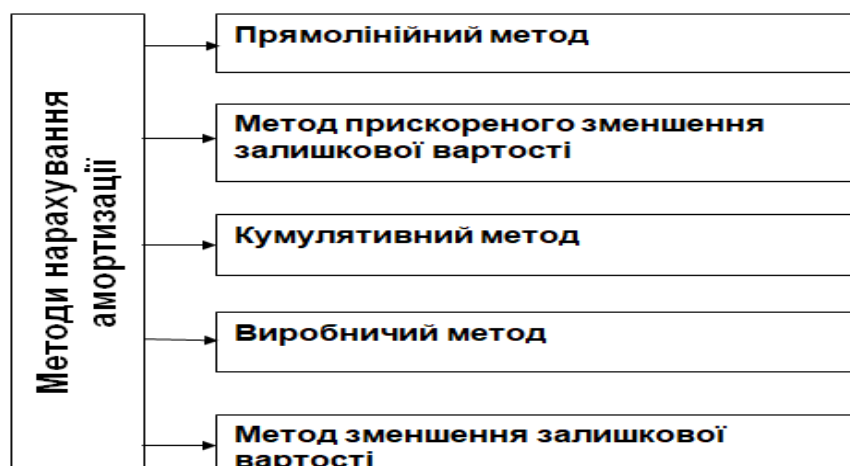 Методи нарахування
амортизації
Прямолінійний метод
Метод прискореного зменшення
залишкової вартості
Кумулятивний метод
Виробничий метод
Метод зменшення залишкової
вартості